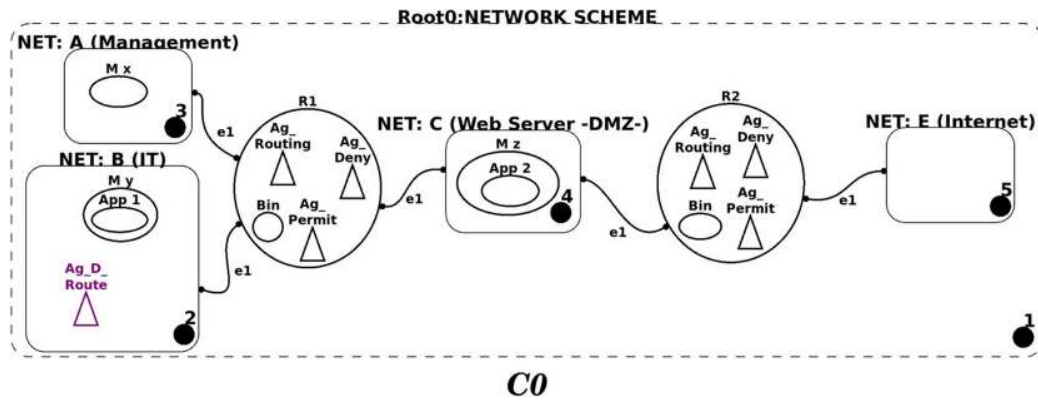 Root0:NETWORK SCHEME
NET: A (Management)
M x
3
e1
NET: B (IT)
M y
App 1
Ag_D_
Route
2
e1
R1
Ag_
Routing
Ag_
Deny
Bin
Ag_
Permit
e1
NET: C (Web Server -DMZ-)
M z
App 2
4
e1
R2
Ag_
Routing
Ag_
Deny
Bin
Ag_
Permit
e1
NET: E (Internet)
5
1
C0